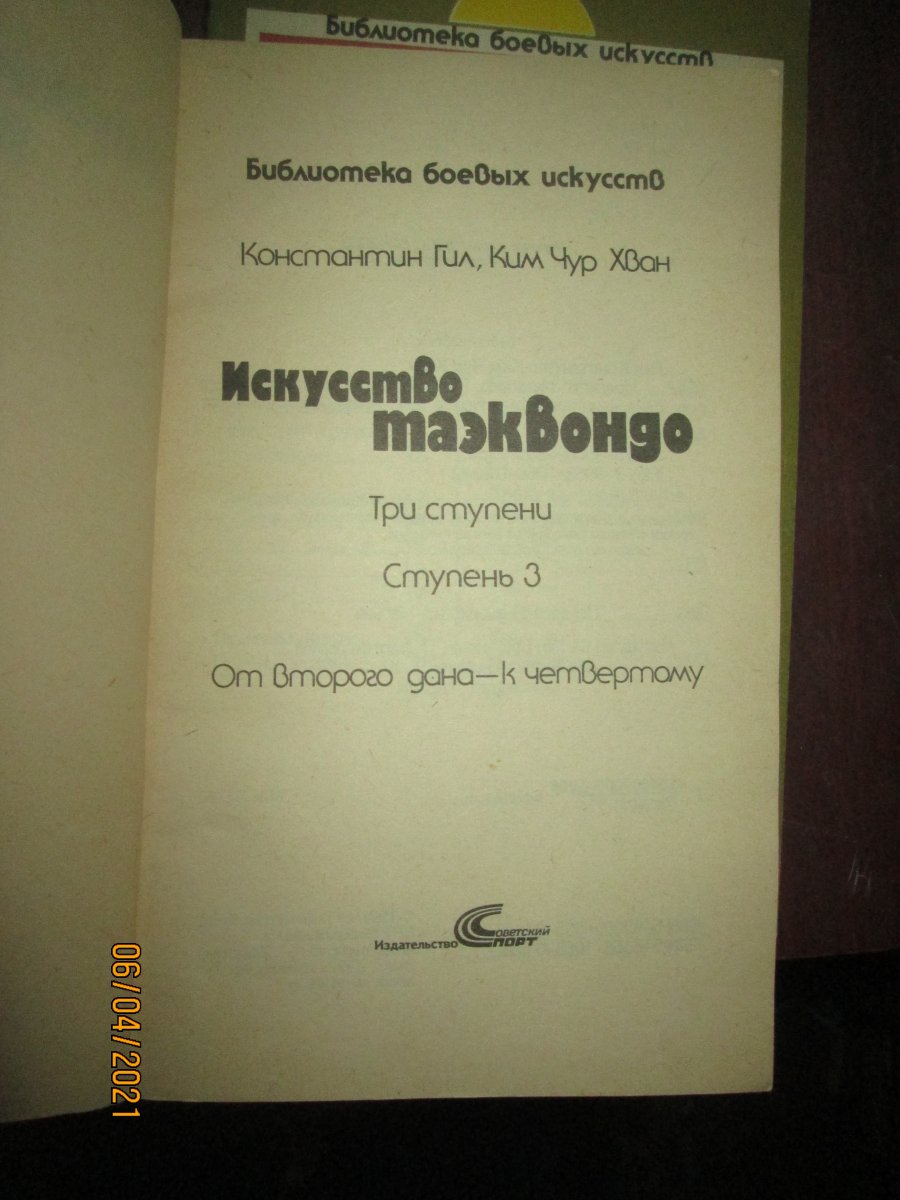 Библиотека боевых искусств
Библиотека боевых искусств
Константин Гил, Ким Чур Хван
Искусство
таэквондо
Три ступени
Ступень 3
От второго дана—к четвертому
Издательство Советский Спорт
06/04/2021